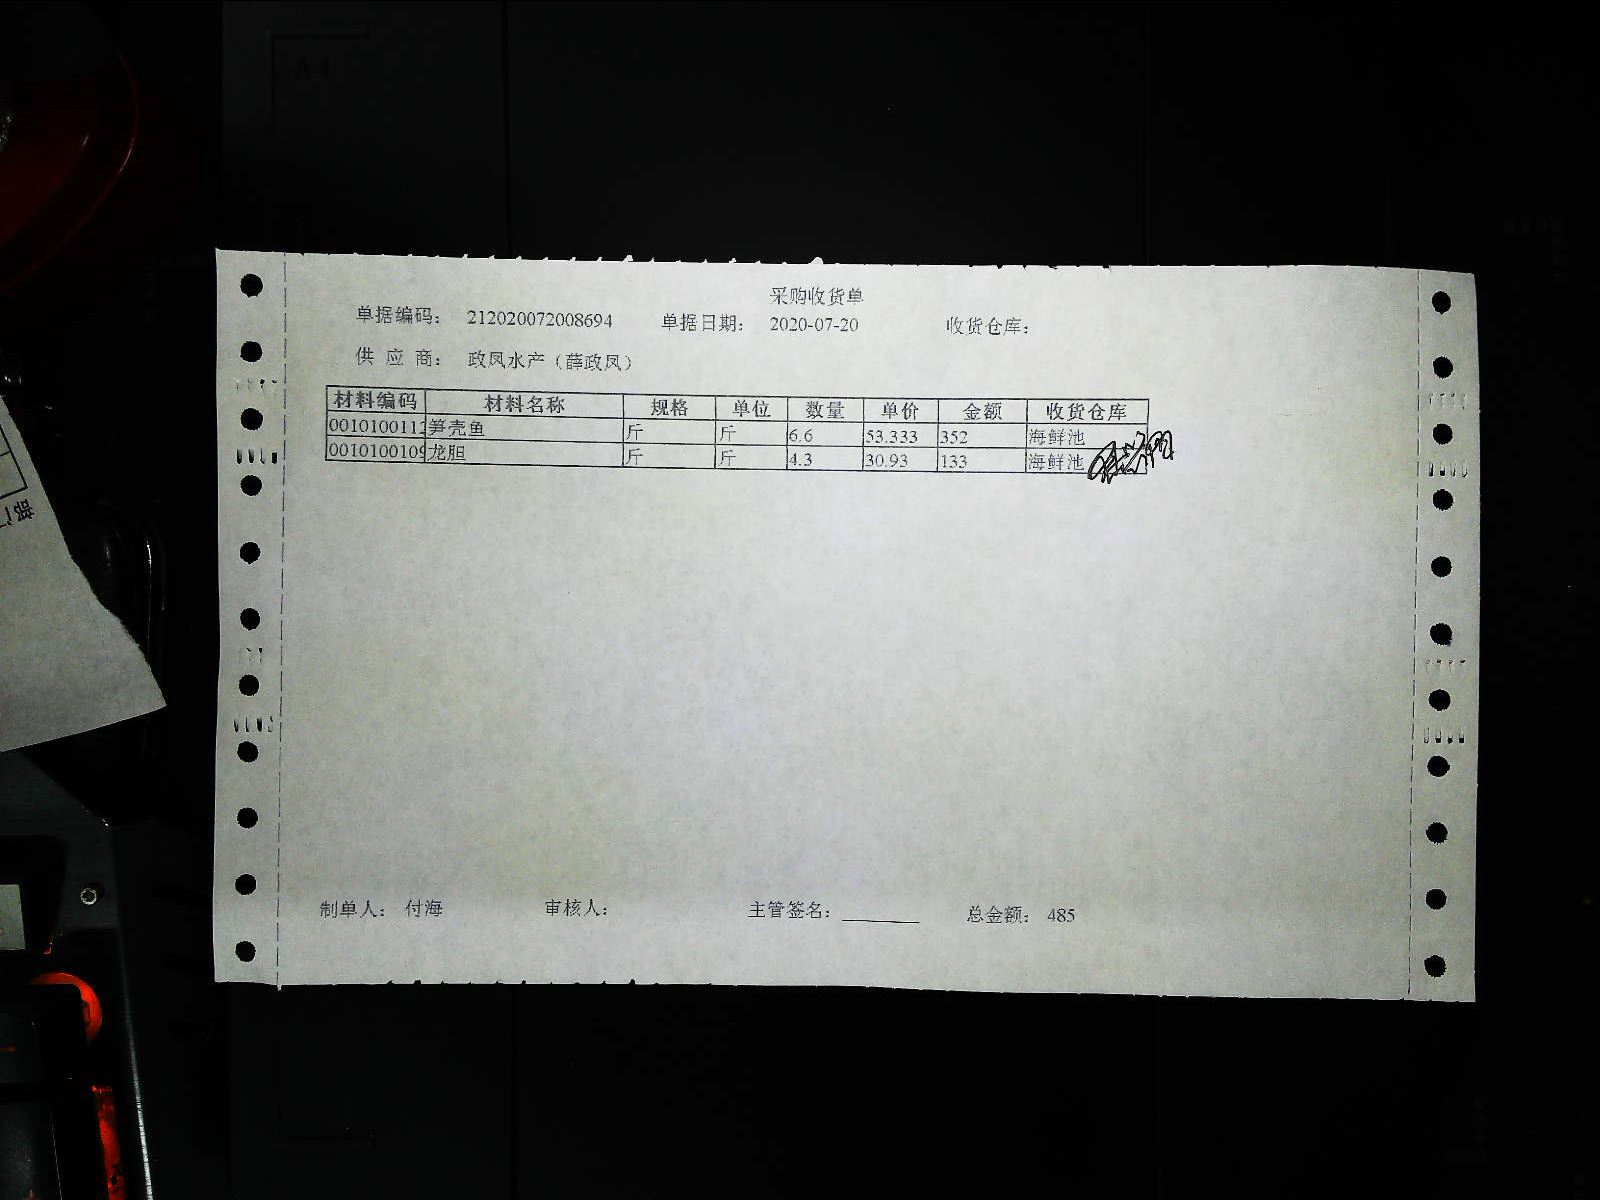 采购收货单
单据编码： 212020072008694 单据日期： 2020-07-20 收货仓库：
供 应 商： 政凤水产（薛政凤）
材料编码 材料名称 规格 单位 数量 单价 金额 收货仓库
0010100112 笋壳鱼 斤 斤 6.6 53.333 352 海鲜池
0010100109 龙胆 斤 斤 4.3 30.93 133 海鲜池
制单人： 付海 审核人： 主管签名： 总金额： 485